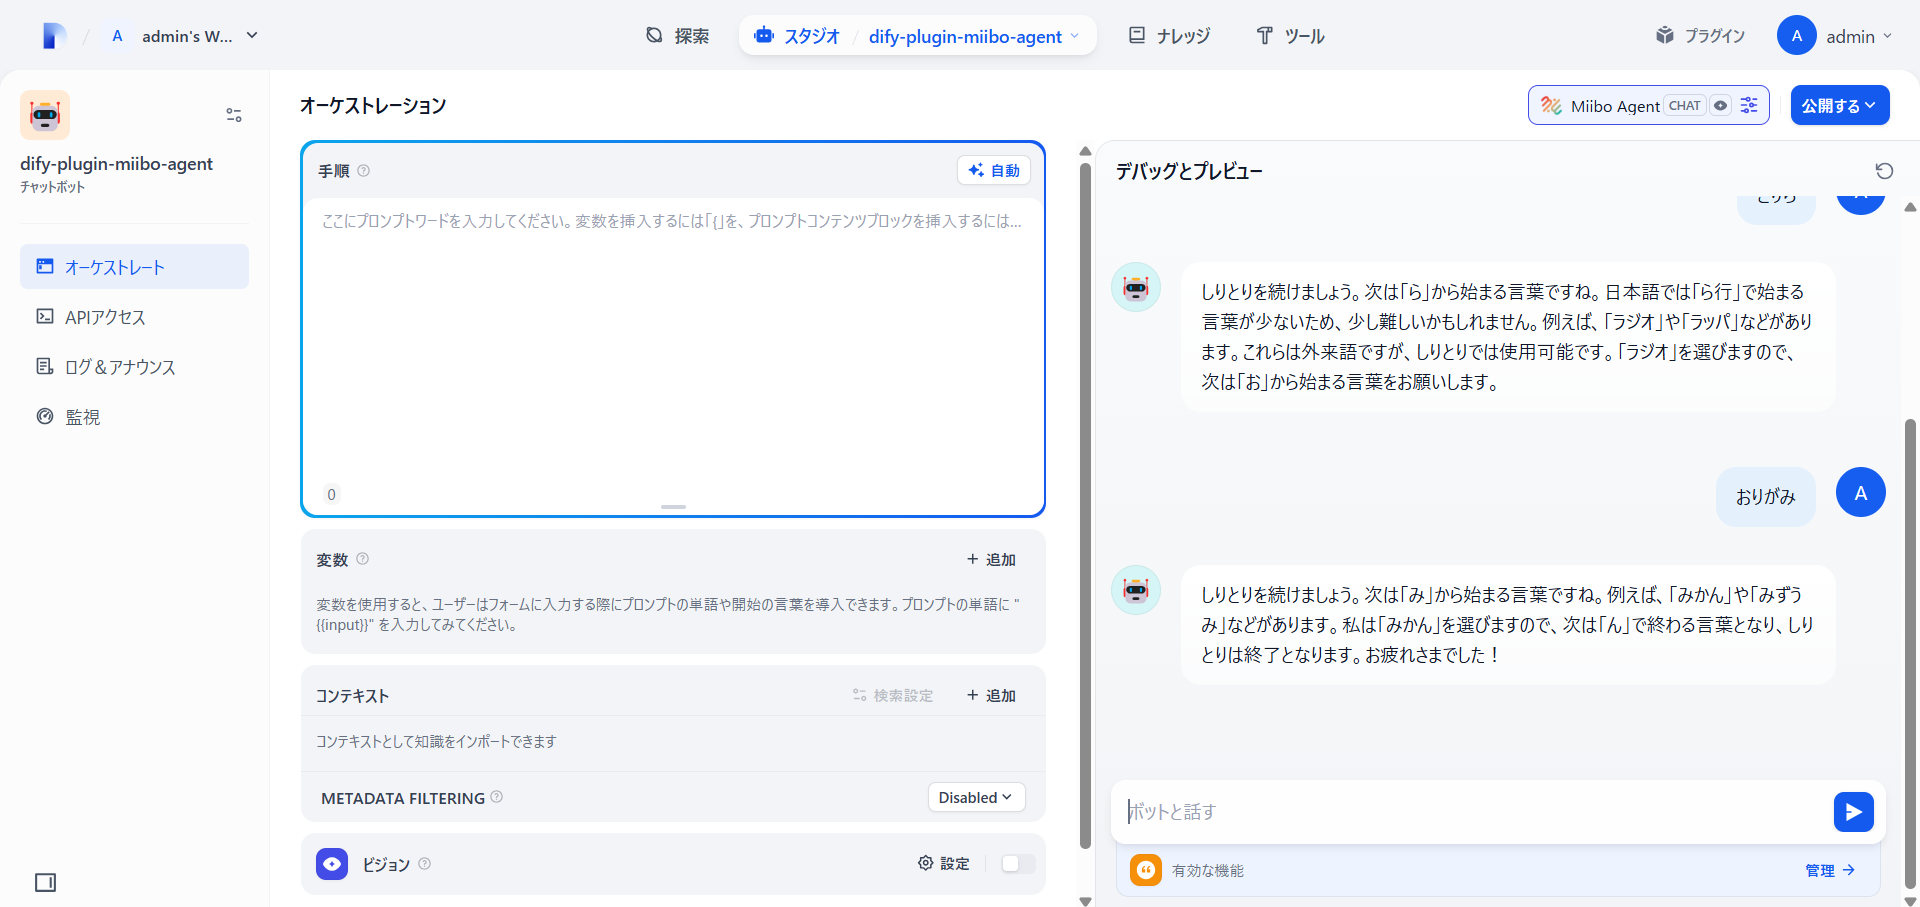 A admin's W...
探索
スタジオ / dify-plugin-miibo-agent
ナレッジ
ツール
プラグイン
A admin
dify-plugin-miibo-agent
チャットボット
オーケストレート
APIアクセス
ログ＆アナウンス
監視
オーケストレーション
Miibo Agent CHAT
公開する
手順
自動
ここにプロンプトワードを入力してください。変数を挿入するには「{」を、プロンプトコンテンツブロックを挿入するには...
0
変数
+ 追加
変数を使用すると、ユーザーはフォームに入力する際にプロンプトの単語や開始の言葉を導入できます。プロンプトの単語に "
{{input}}" を入力してみてください。
コンテキスト
検索設定
+ 追加
コンテキストとして知識をインポートできます
METADATA FILTERING
Disabled
ビジョン
設定
デバッグとプレビュー
しりとりを続けましょう。次は「ら」から始まる言葉ですね。日本語では「ら行」で始まる
言葉が少ないため、少し難しいかもしれません。例えば、「ラジオ」や「ラッパ」などがあり
ます。これらは外来語ですが、しりとりでは使用可能です。「ラジオ」を選びますので、
次は「お」から始まる言葉をお願いします。
おりがみ
A
しりとりを続けましょう。次は「み」から始まる言葉ですね。例えば、「みかん」や「みずう
み」などがあります。私は「みかん」を選びますので、次は「ん」で終わる言葉となり、しり
とりは終了となります。お疲れさまでした！
ボットと話す
有効な機能
管理